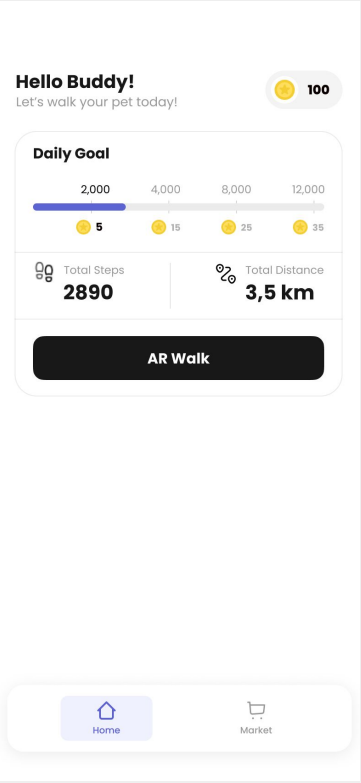 Hello Buddy!
Let's walk your pet today!
100
Daily Goal
2,000 4,000 8,000 12,000
5 15 25 35
Total Steps
2890
Total Distance
3,5 km
AR Walk
Home
Market